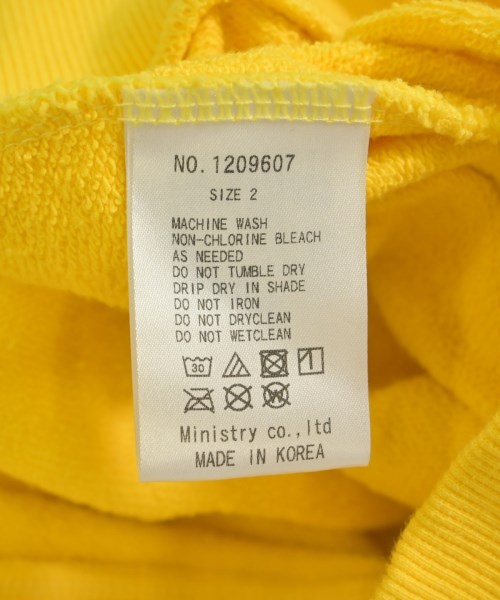 NO. 1209607
SIZE 2
MACHINE WASH
NON-CHLORINE BLEACH
AS NEEDED
DO NOT TUMBLE DRY
DRIP DRY IN SHADE
DO NOT IRON
DO NOT DRYCLEAN
DO NOT WETCLEAN
30
W
Ministry co.,ltd
MADE IN KOREA